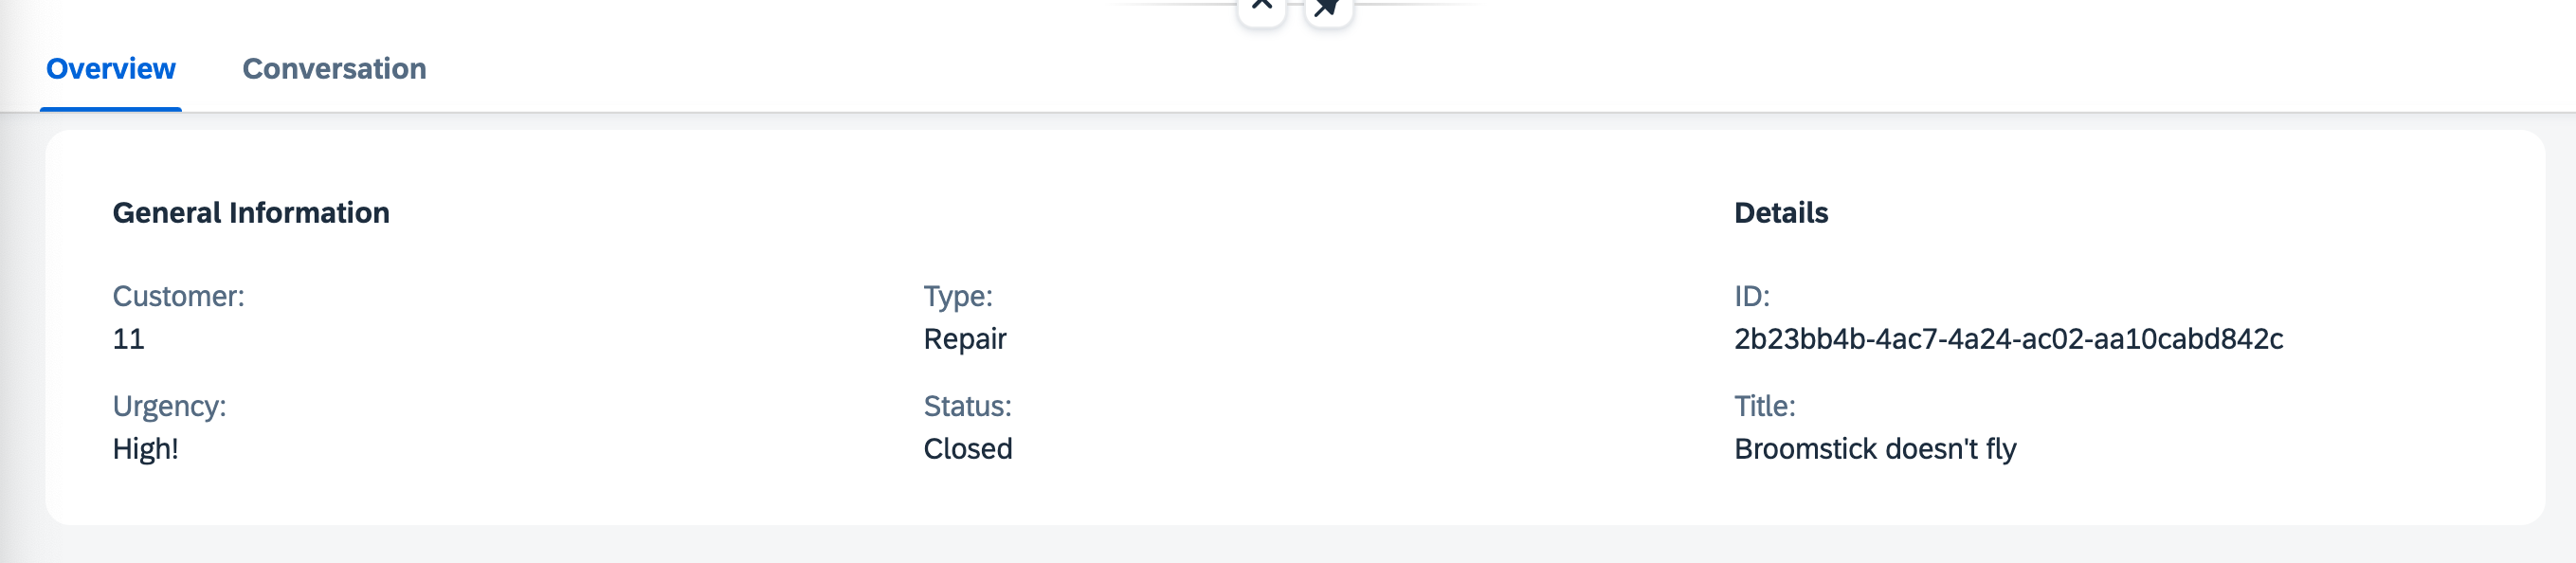 Overview Conversation
General Information
Customer:
11
Urgency:
High!
Type:
Repair
Status:
Closed
Details
ID:
2b23bb4b-4ac7-4a24-ac02-aa10cabd842c
Title:
Broomstick doesn't fly